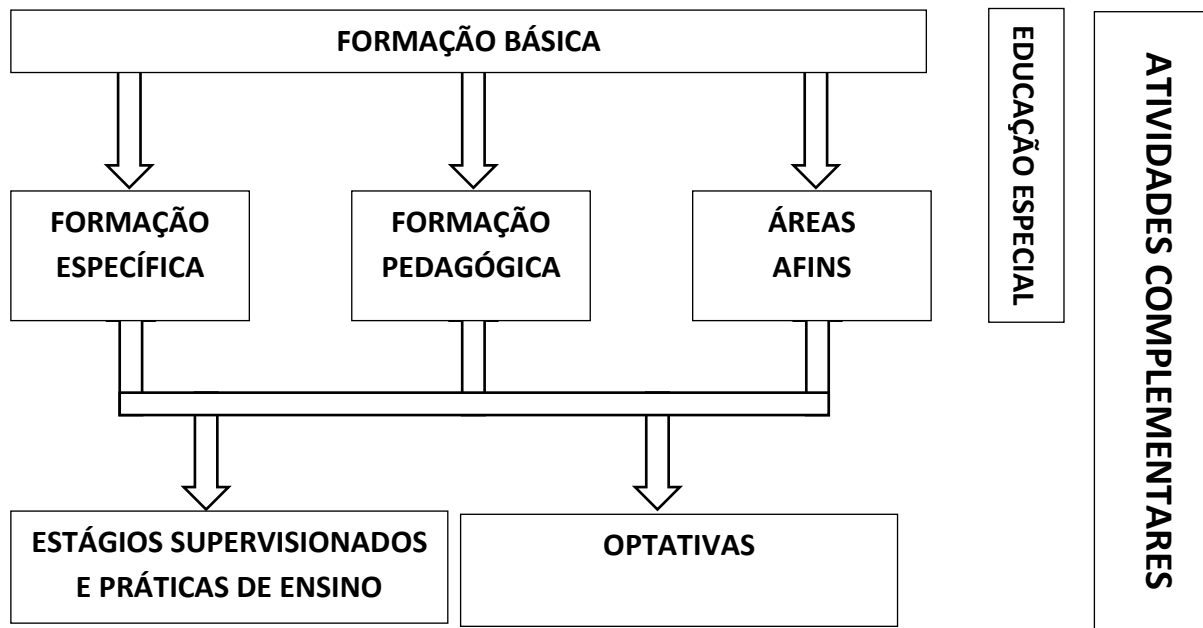 FORMAÇÃO BÁSICA
FORMAÇÃO
ESPECÍFICA
FORMAÇÃO
PEDAGÓGICA
ÁREAS
AFINS
ESTÁGIOS SUPERVISIONADOS
E PRÁTICAS DE ENSINO
OPTATIVAS
EDUCAÇÃO ESPECIAL
ATIVIDADES COMPLEMENTARES